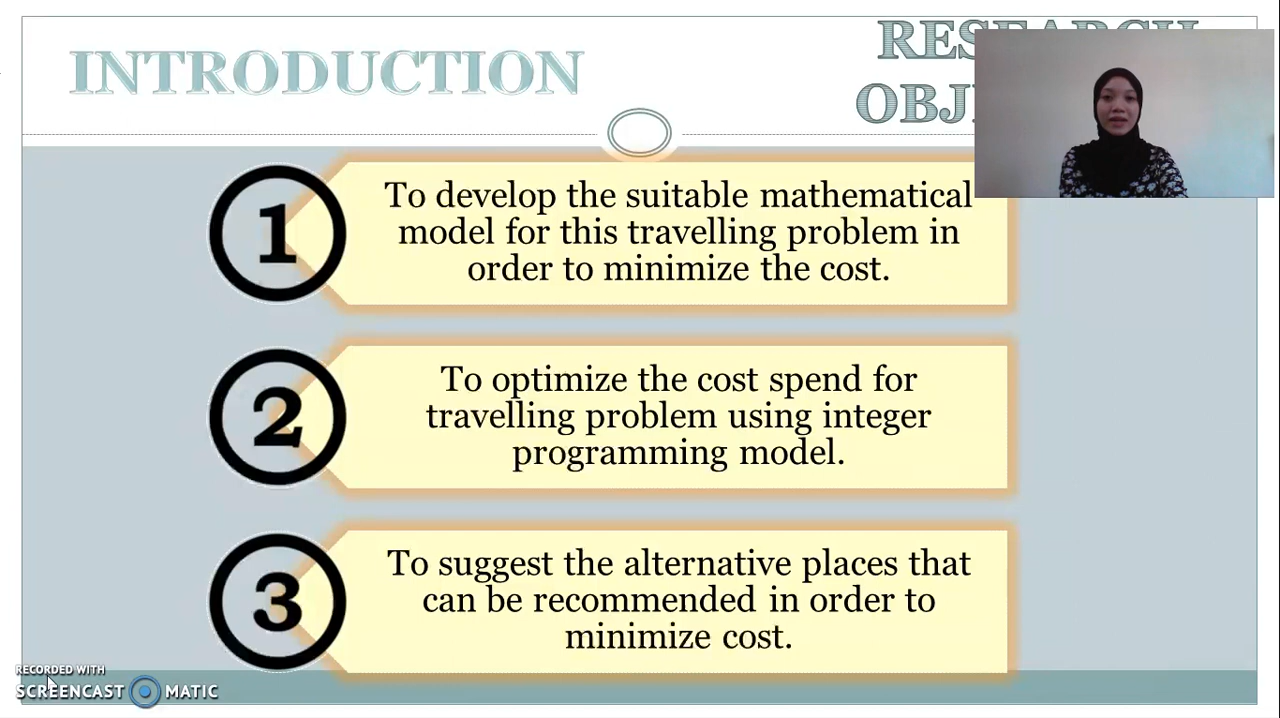 INTRODUCTION
1
To develop the suitable mathematical
model for this travelling problem in
order to minimize the cost.
2
To optimize the cost spend for
travelling problem using integer
programming model.
3
To suggest the alternative places that
can be recommended in order to
minimize cost.
RECORDED WITH
SCREENCAST MATIC